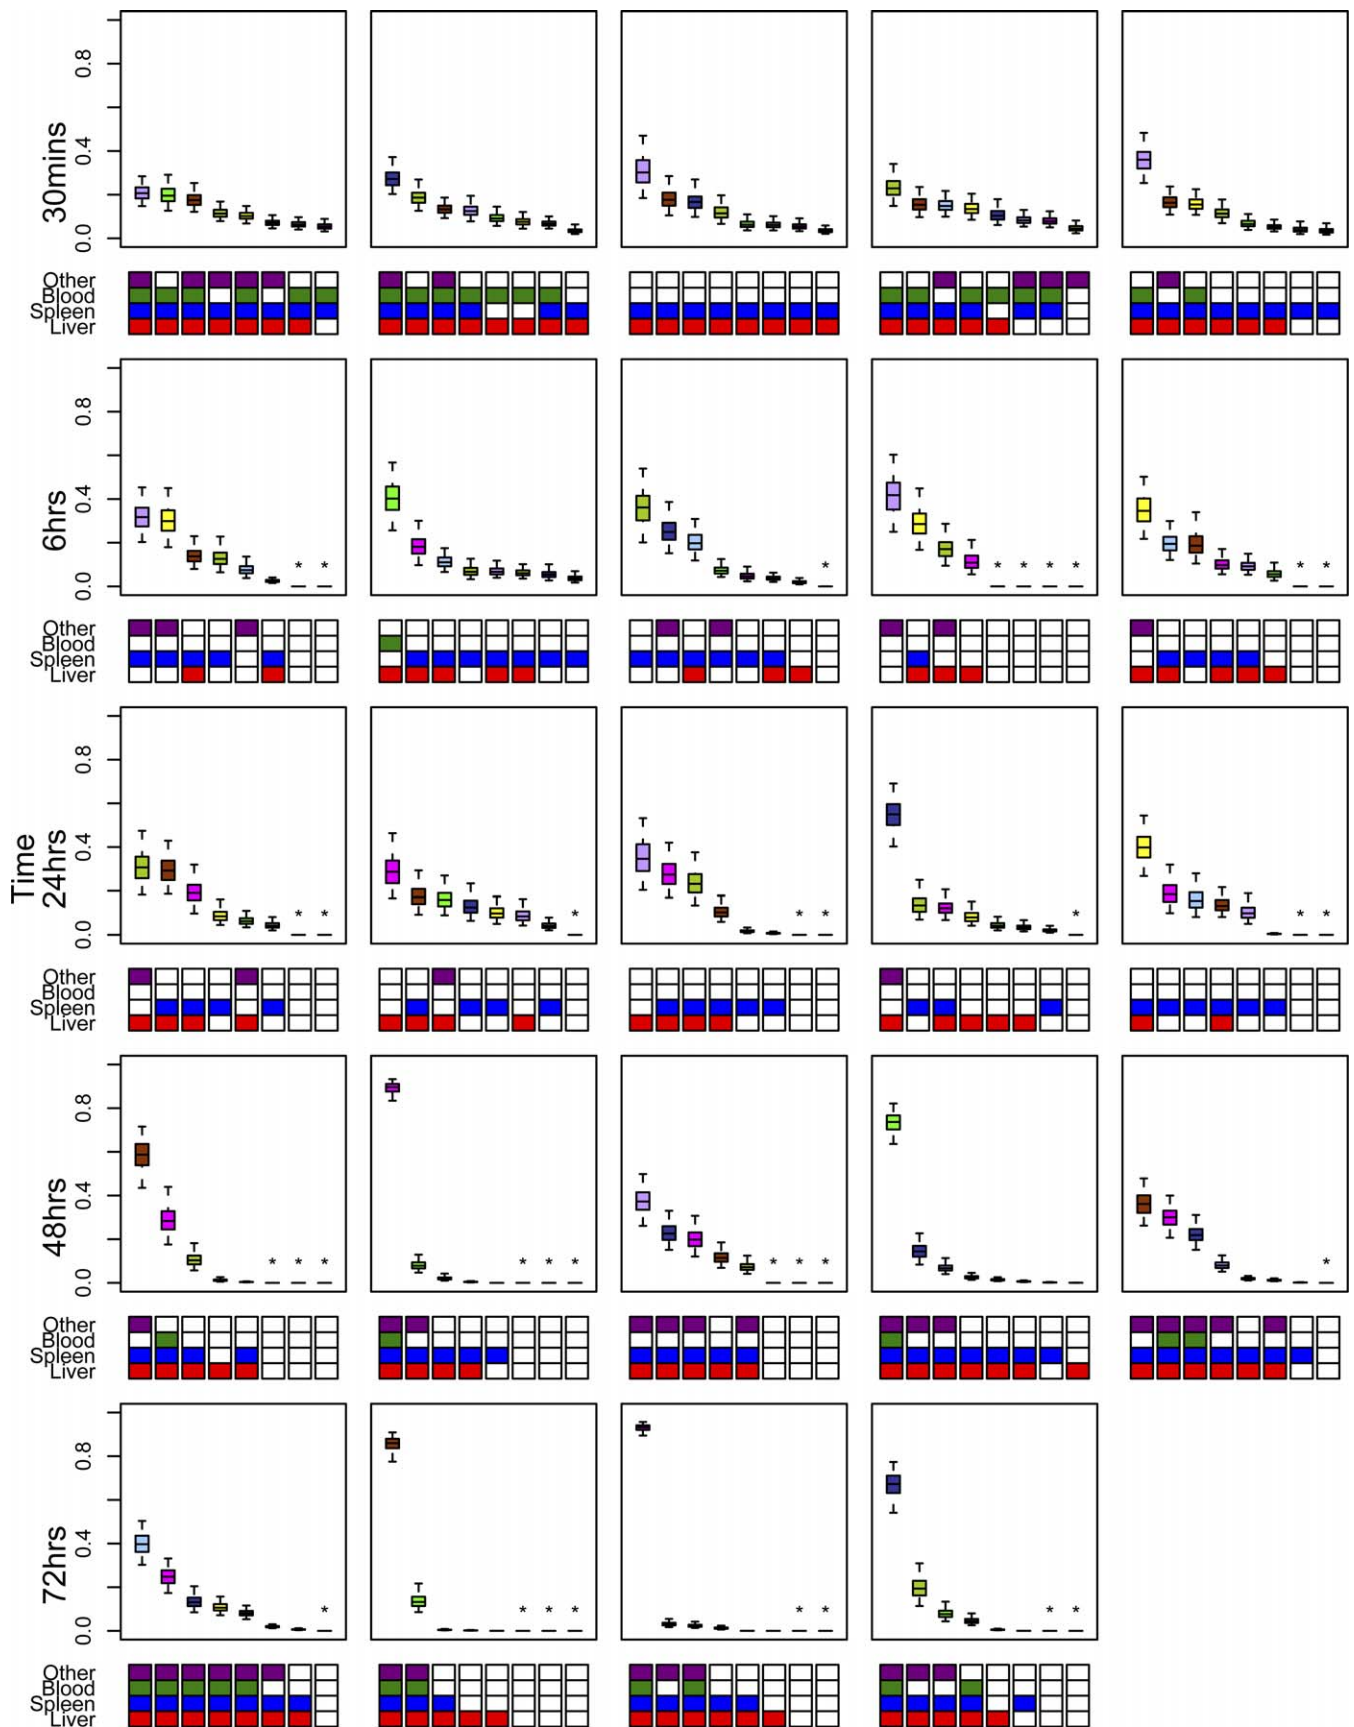 30mins
0.0 0.4 0.8
Other
Blood
Spleen
Liver
6hrs
0.0 0.4 0.8
* * * * * * * * *
Other
Blood
Spleen
Liver
Time
24hrs
0.0 0.4 0.8
* * * * * * * *
Other
Blood
Spleen
Liver
48hrs
0.0 0.4 0.8
* * * * * * * * * *
Other
Blood
Spleen
Liver
72hrs
0.0 0.4 0.8
* * * * * * * *
Other
Blood
Spleen
Liver